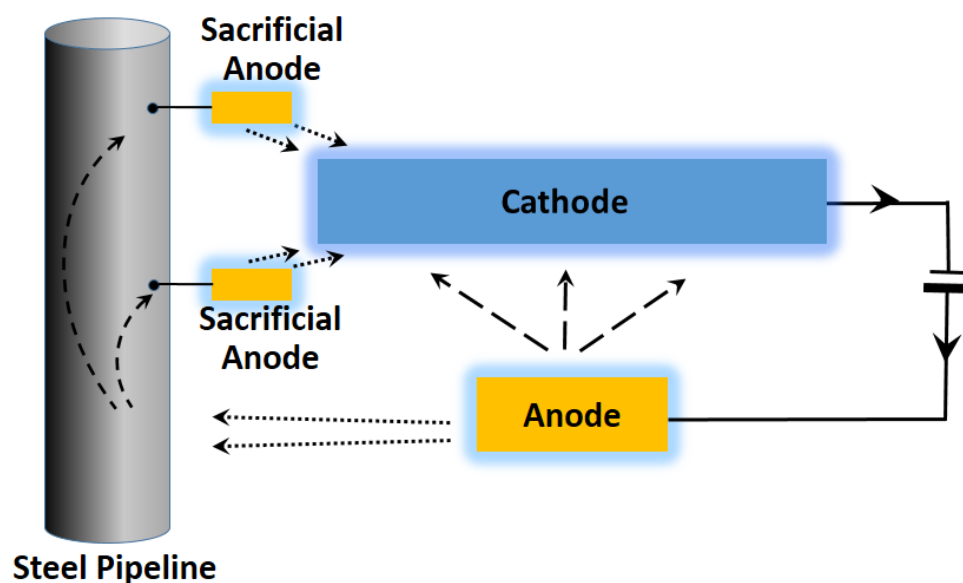 Sacrificial
Anode
Cathode
Sacrificial
Anode
Anode
Steel Pipeline